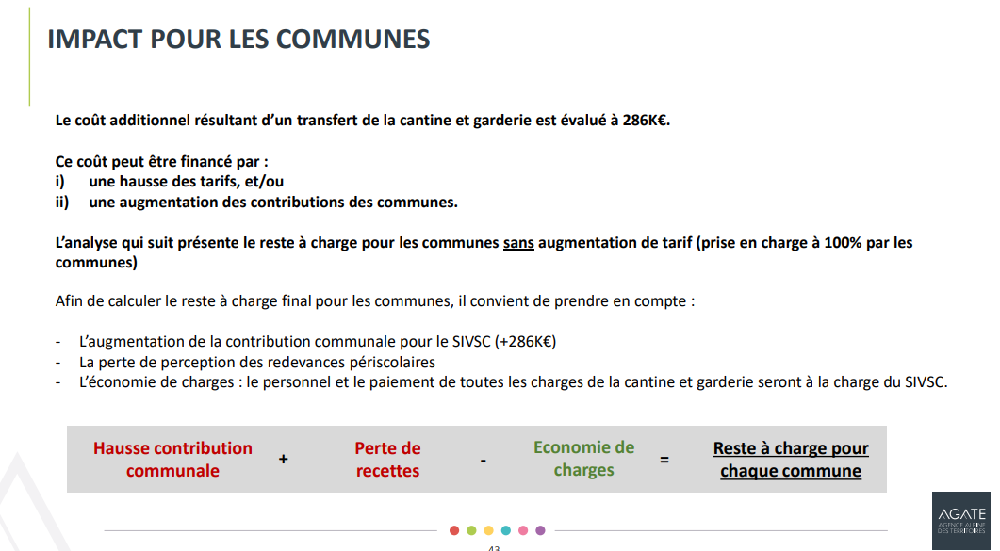 IMPACT POUR LES COMMUNES
Le coût additionnel résultant d’un transfert de la cantine et garderie est évalué à 286K€.
Ce coût peut être financé par :
i) une hausse des tarifs, et/ou
ii) une augmentation des contributions des communes.
L’analyse qui suit présente le reste à charge pour les communes sans augmentation de tarif (prise en charge à 100% par les
communes)
Afin de calculer le reste à charge final pour les communes, il convient de prendre en compte :
- L’augmentation de la contribution communale pour le SIVSC (+286K€)
- La perte de perception des redevances périscolaires
- L’économie de charges : le personnel et le paiement de toutes les charges de la cantine et garderie seront à la charge du SIVSC.
Hausse contribution
communale
+
Perte de
recettes
-
Economie de
charges
=
Reste à charge pour
chaque commune
AGATE
AGENCE ALPINE
DES TERRITOIRES
43